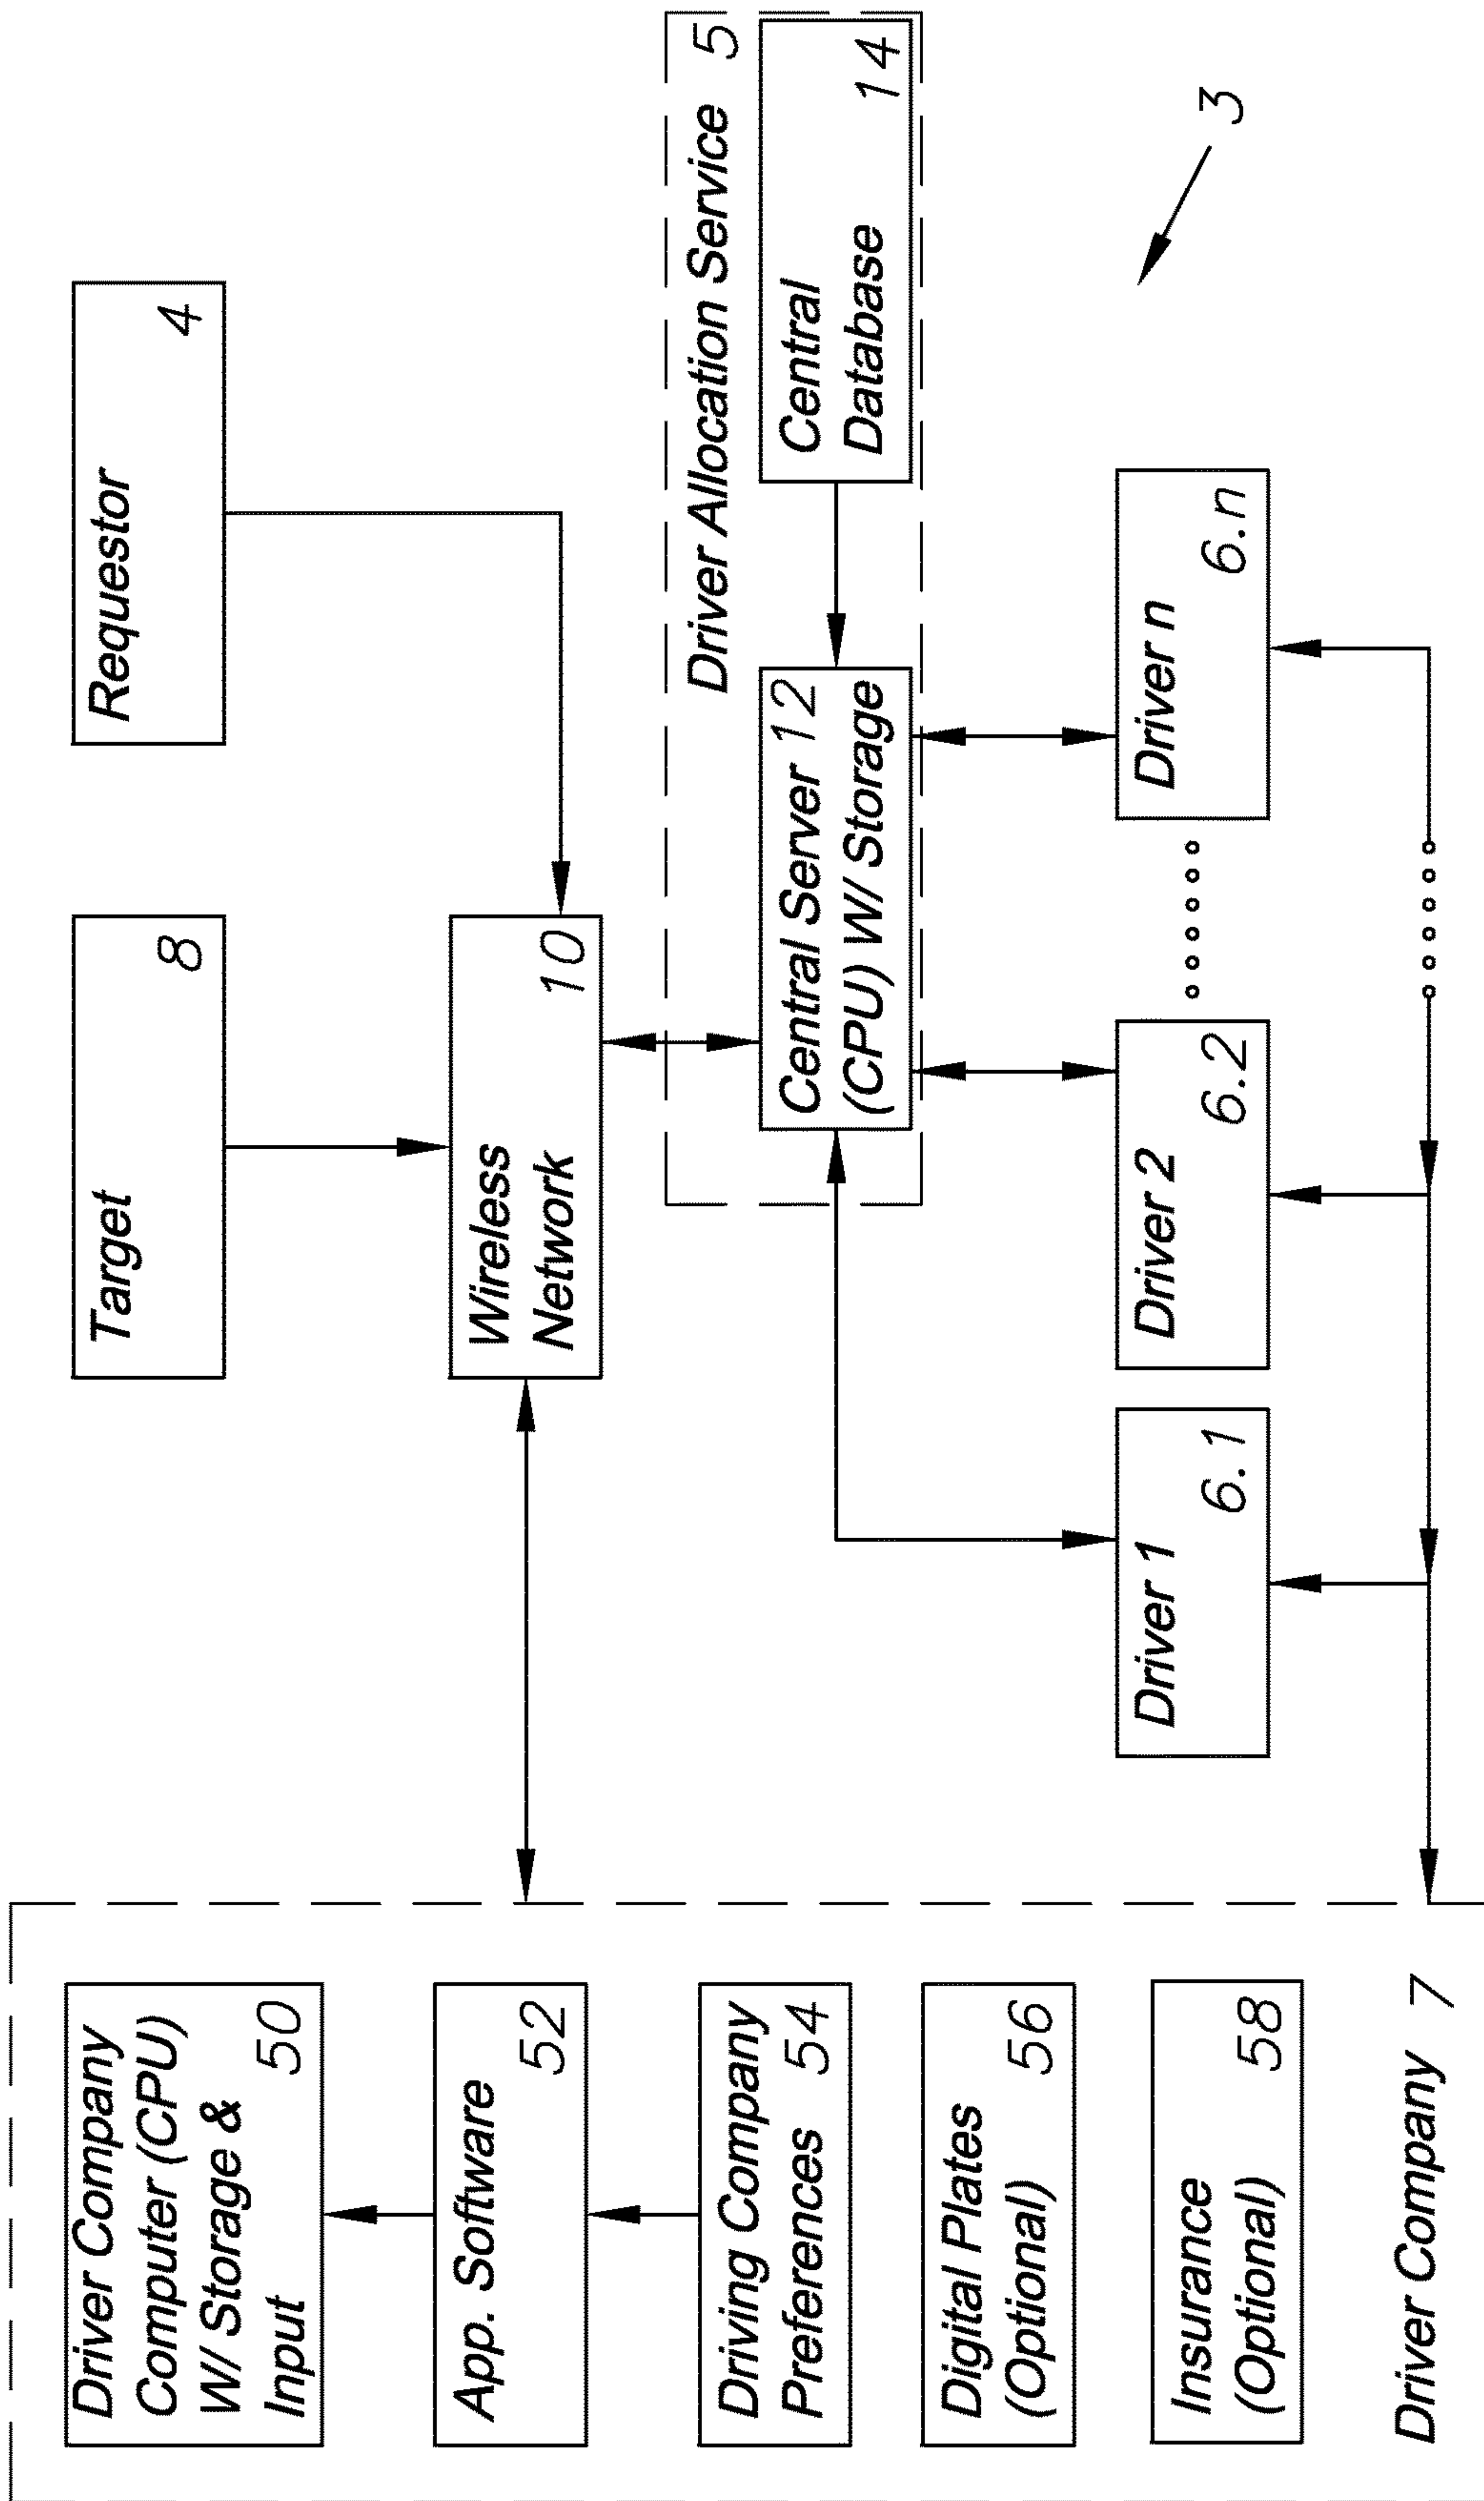 Driver Company
Computer (CPU)
W/ Storage &
Input 50
App. Software
52
Driving Company
Preferences 54
Digital Plates
(Optional) 56
Insurance
(Optional) 58
Driver Company 7
Target
8
Requestor
4
Wireless
Network 10
Driver Allocation Service 5
Central Server 12
(CPU) W/ Storage
Central
Database 14
Driver 1
6.1
Driver 2
6.2
Driver n
6.n
3